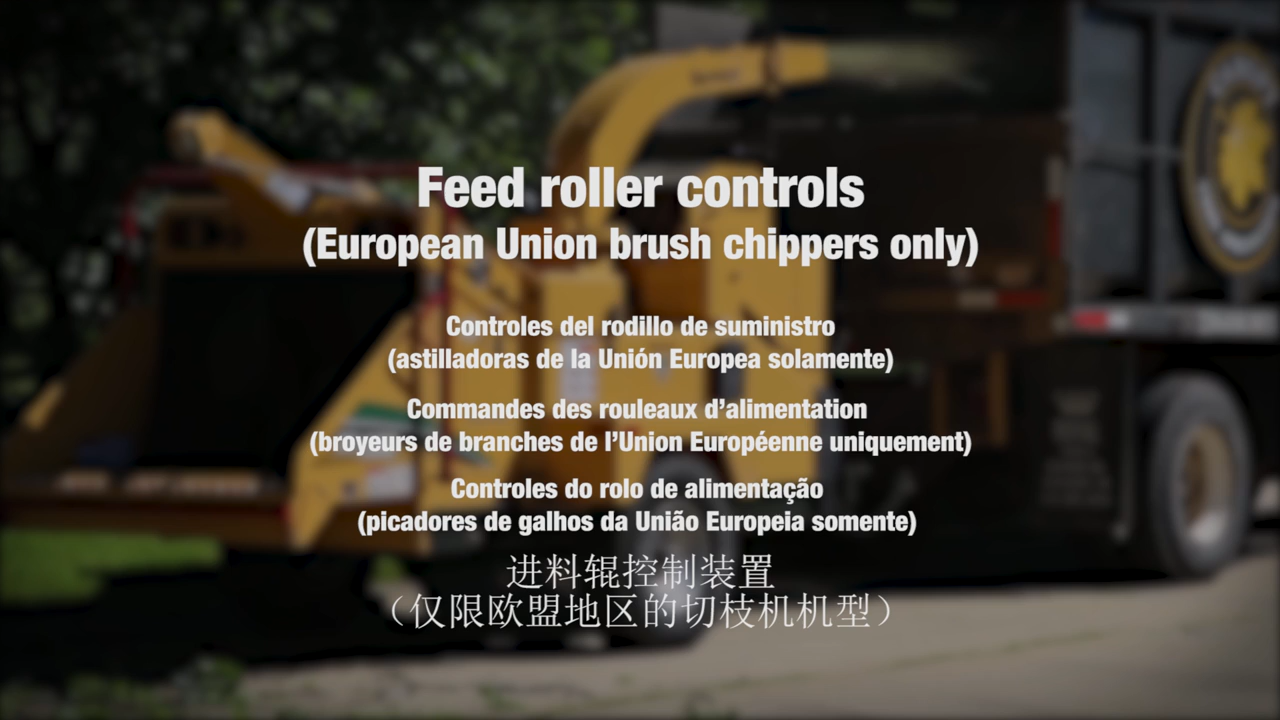 Feed roller controls
(European Union brush chippers only)
Controles del rodillo de suministro
(astilladoras de la Unión Europea solamente)
Commandes des rouleaux d’alimentation
(broyeurs de branches de l’Union Européenne uniquement)
Controles do rolo de alimentação
(picadores de galhos da União Europeia somente)
进料辊控制装置
（仅限欧盟地区的切枝机机型）